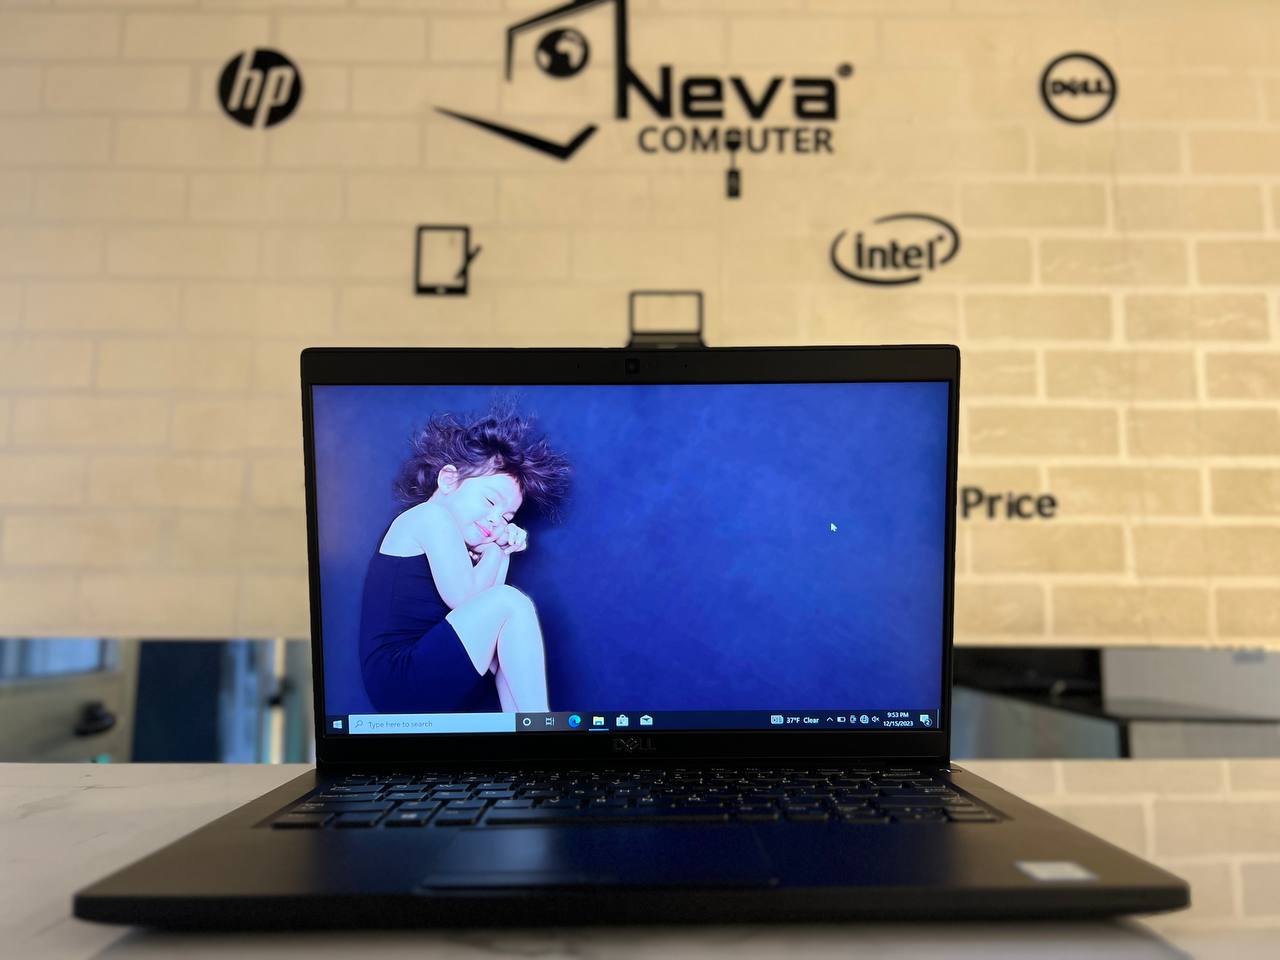 hp
Neva®
COMPUTER
DELL
intel
Price
Type here to search
37°F Clear
9:53 PM
12/15/2023
2
DELL